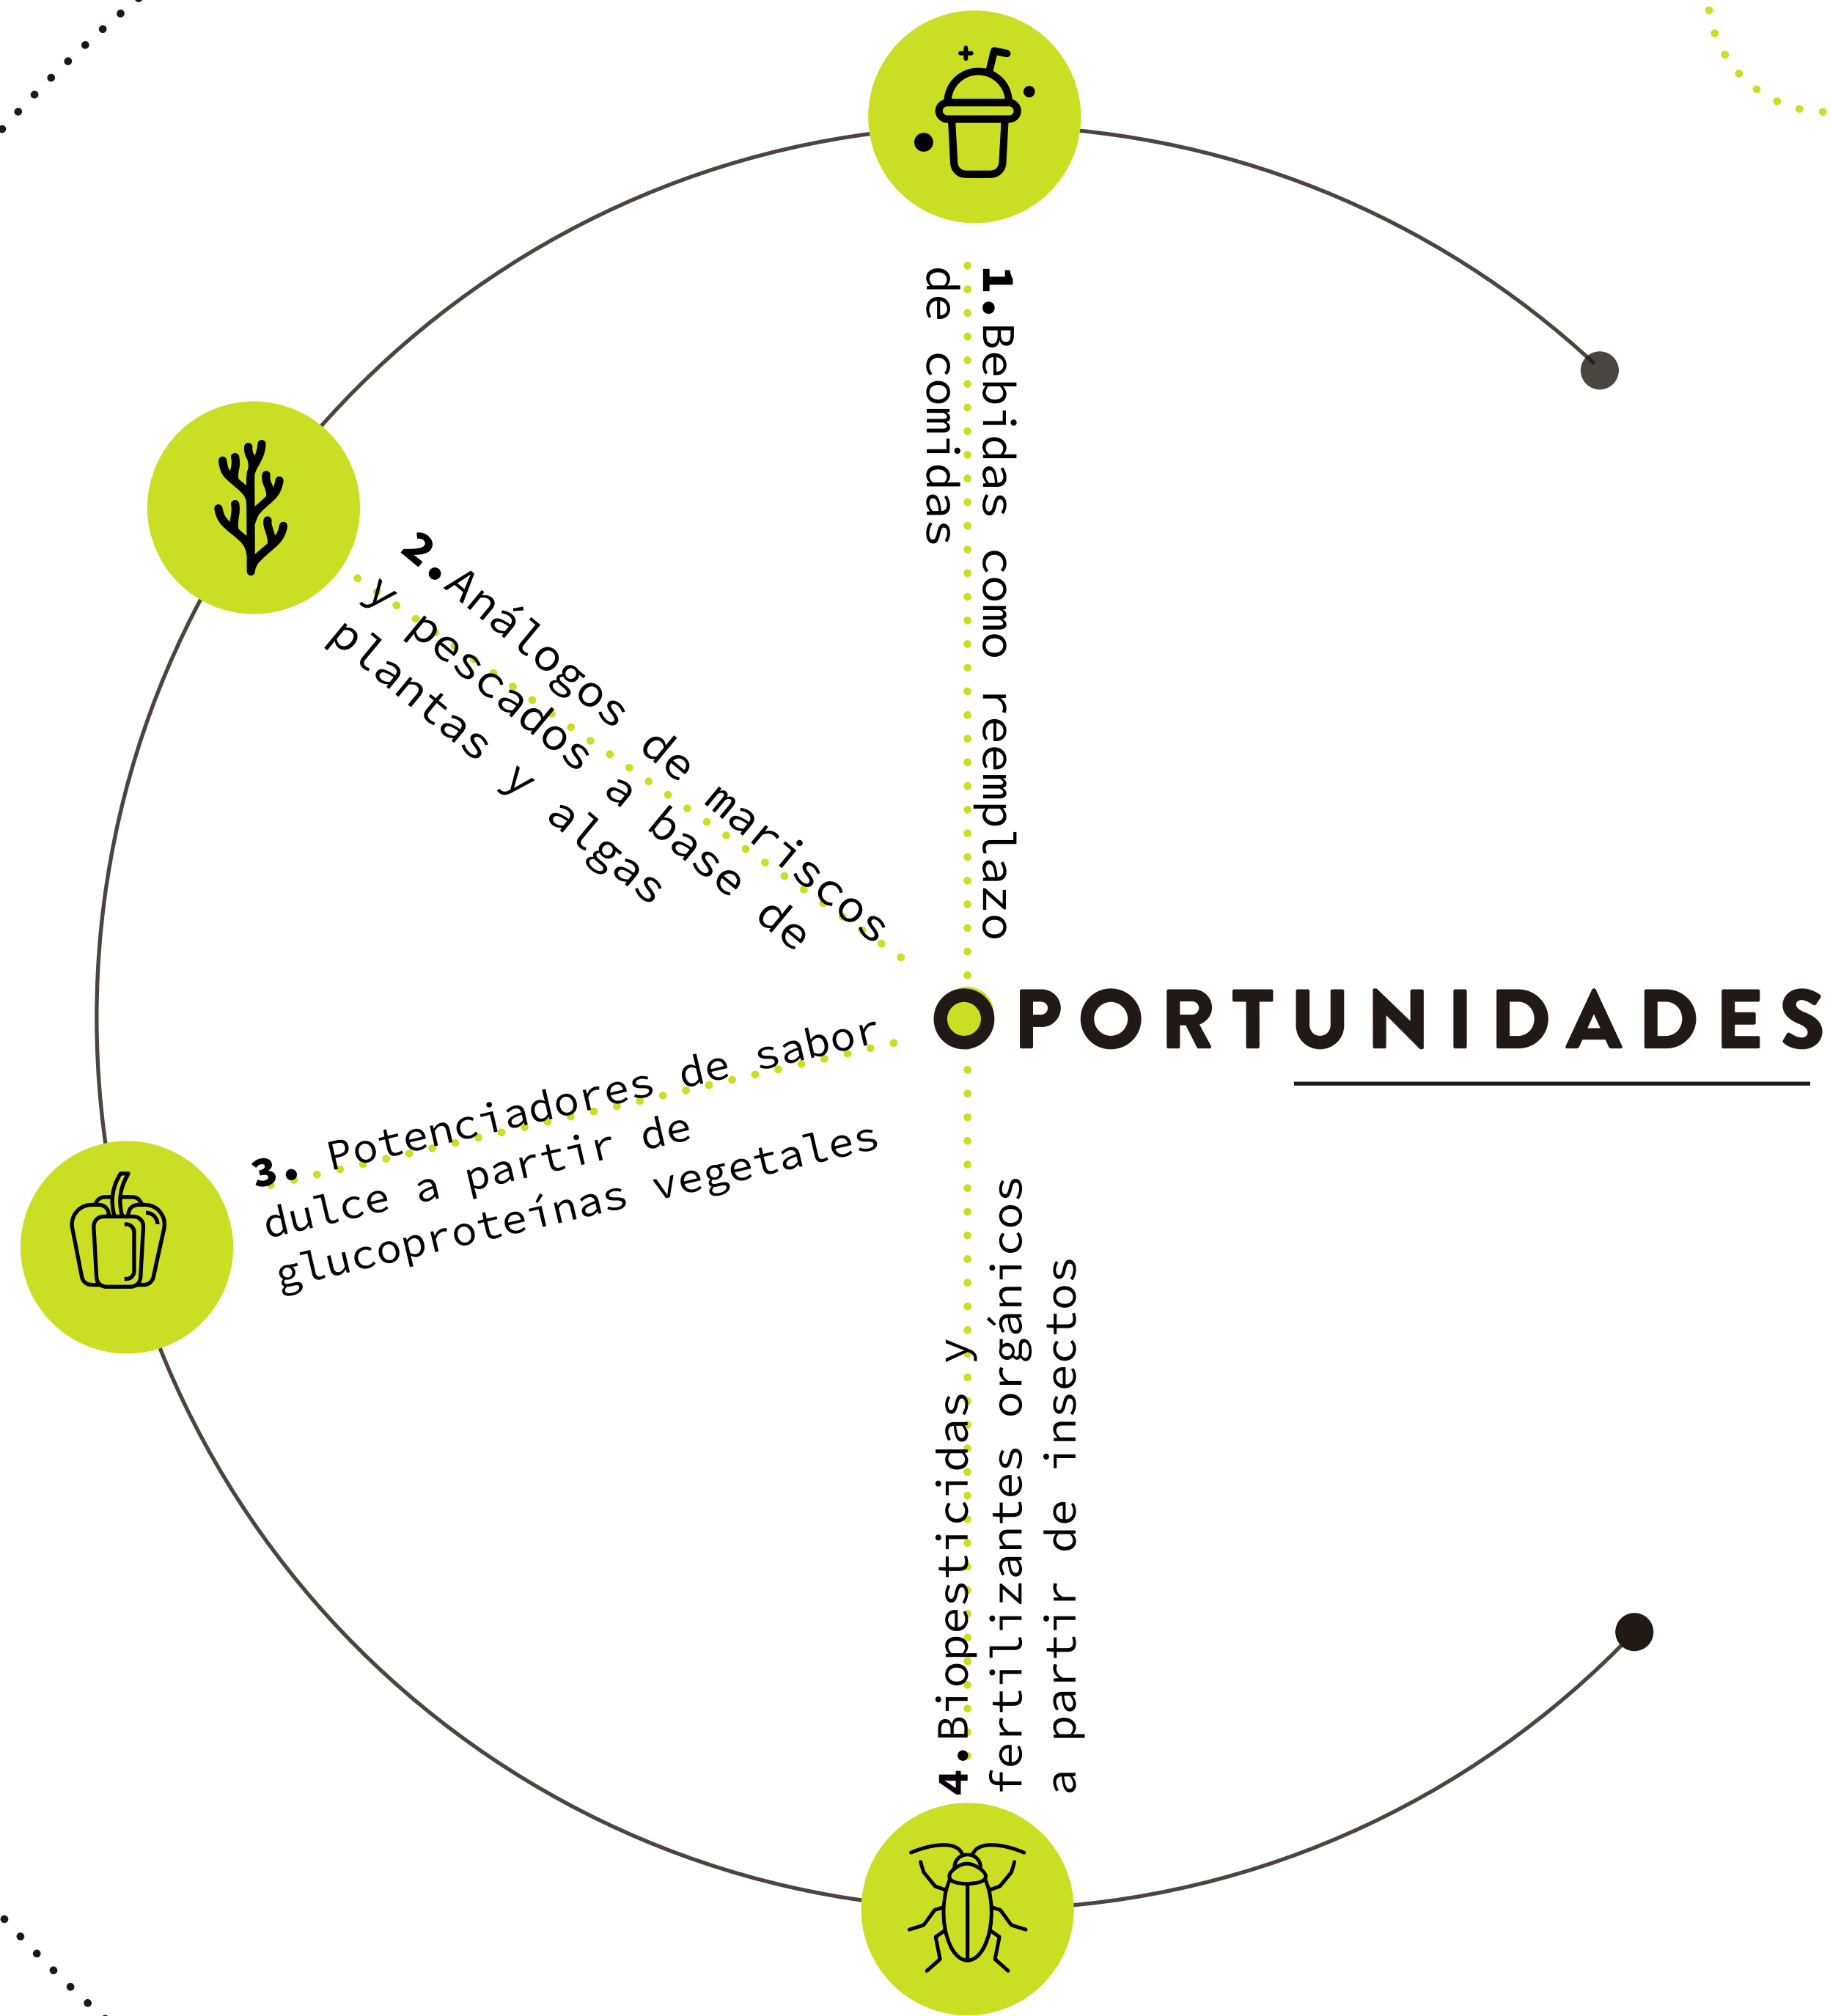 1.Bebidas como reemplazo
de comidas
2.Análogos de mariscos
y pescados a base de
plantas y algas
OPORTUNIDADES
3. Potenciadores de sabor
dulce a partir de
glucoproteínas vegetales
4.Biopesticidas y
fertilizantes orgánicos
a partir de insectos